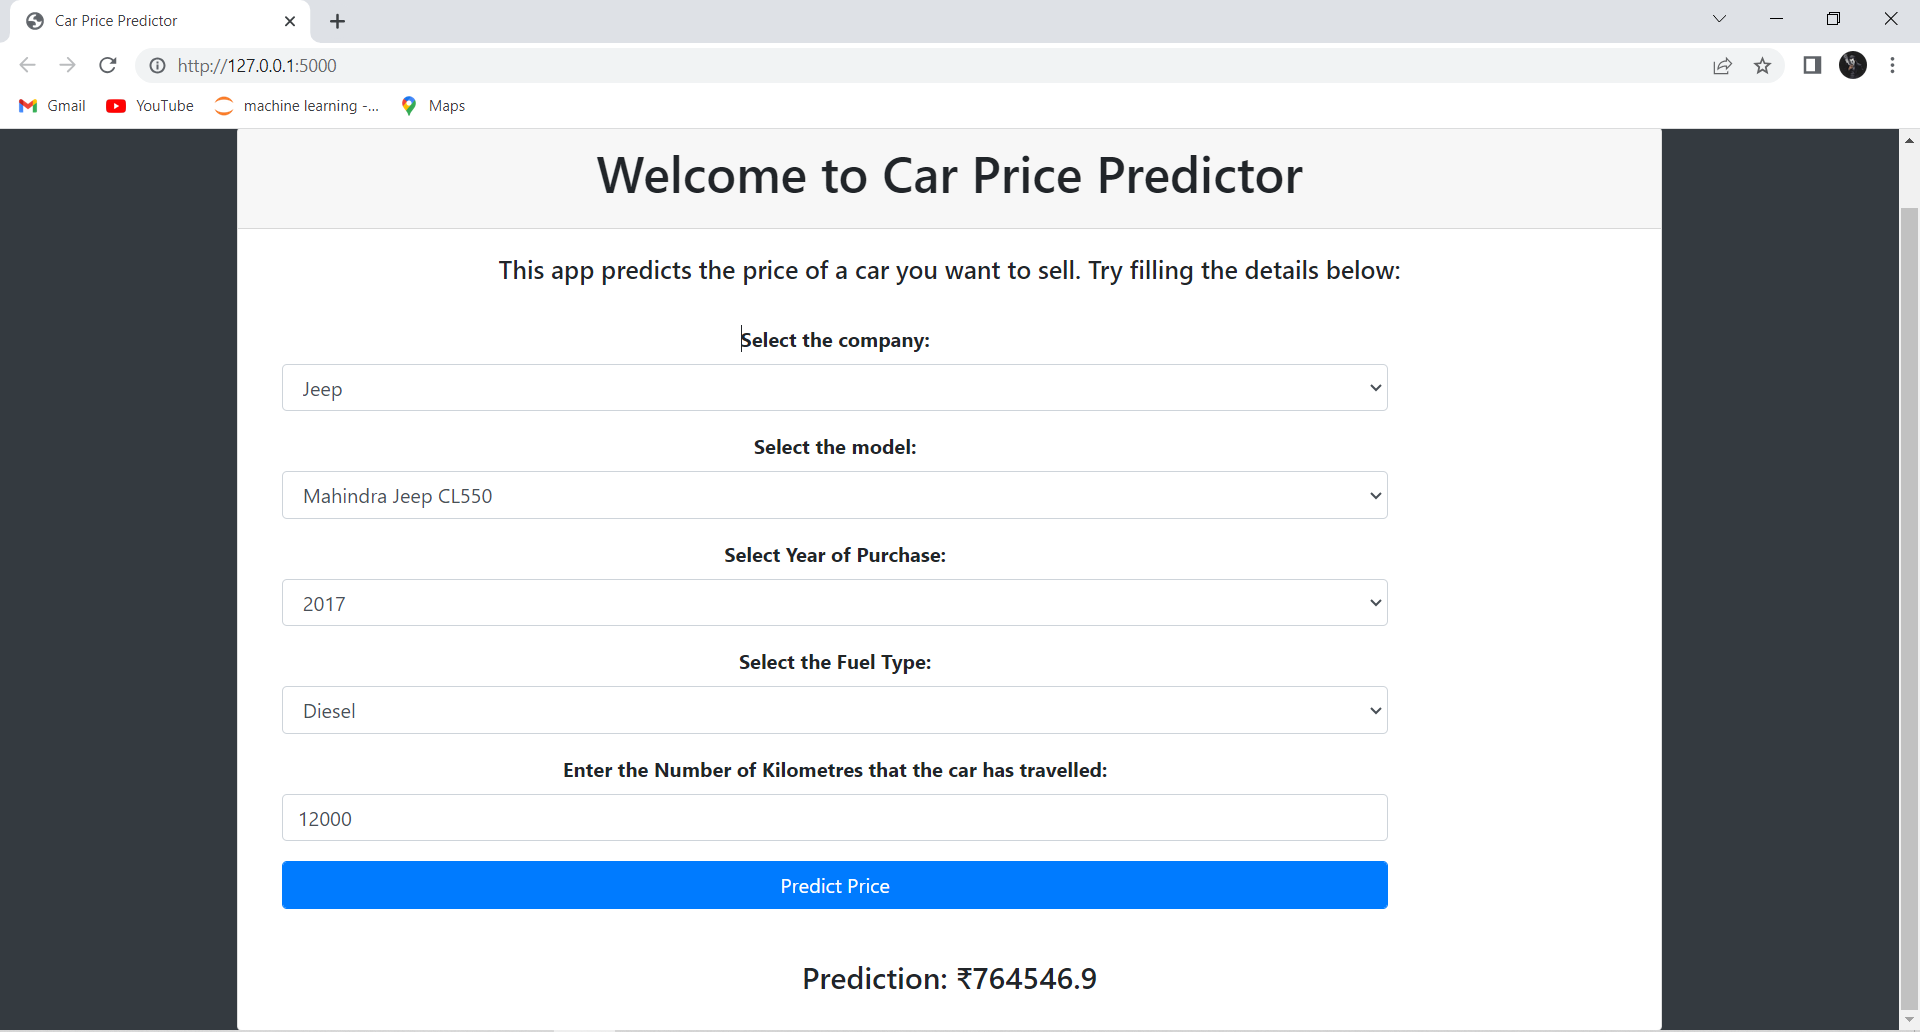 Car Price Predictor
http://127.0.0.1:5000
Gmail YouTube machine learning -... Maps
Welcome to Car Price Predictor
This app predicts the price of a car you want to sell. Try filling the details below:
Select the company:
Jeep
Select the model:
Mahindra Jeep CL550
Select Year of Purchase:
2017
Select the Fuel Type:
Diesel
Enter the Number of Kilometres that the car has travelled:
12000
Predict Price
Prediction: ₹764546.9